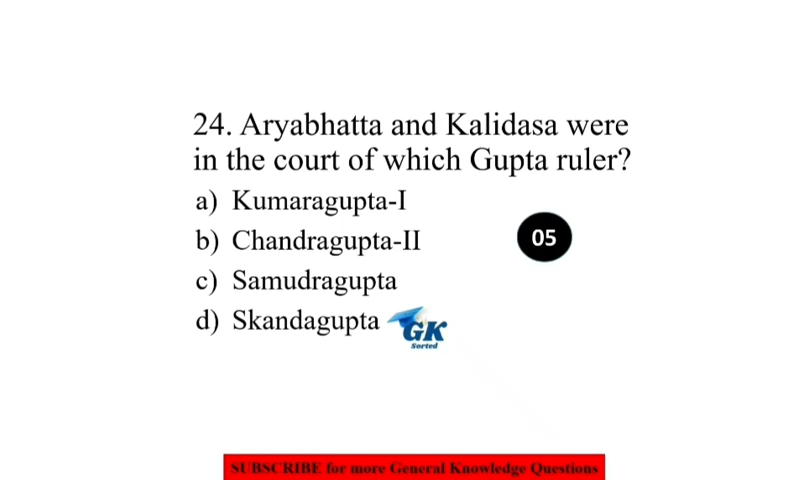 24. Aryabhatta and Kalidasa were
in the court of which Gupta ruler?
a) Kumaragupta-I
b) Chandragupta-II
05
c) Samudragupta
d) Skandagupta
GK
Sorted
SUBSCRIBE for more General Knowledge Questions